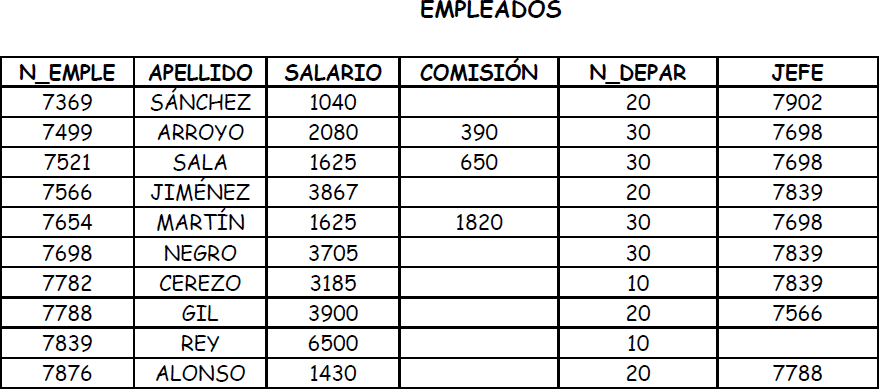 EMPLEADOS
N_EMPLE APELLIDO SALARIO COMISIÓN N_DEPAR JEFE
7369 SÁNCHEZ 1040 20 7902
7499 ARROYO 2080 390 30 7698
7521 SALA 1625 650 30 7698
7566 JIMÉNEZ 3867 20 7839
7654 MARTÍN 1625 1820 30 7698
7698 NEGRO 3705 30 7839
7782 CEREZO 3185 10 7839
7788 GIL 3900 20 7566
7839 REY 6500 10
7876 ALONSO 1430 20 7788